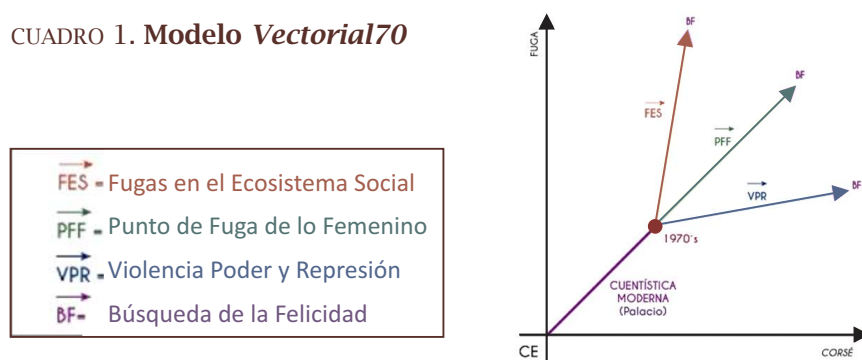 CUADRO 1. Modelo Vectorial70
FES = Fugas en el Ecosistema Social
PFF = Punto de Fuga de lo Femenino
VPR = Violencia Poder y Represión
BF= Búsqueda de la Felicidad
FUGA
BF
BF
FES
PFF
VPR
BF
1970's
CUENTÍSTICA
MODERNA
(Palacio)
CE
CORSÉ